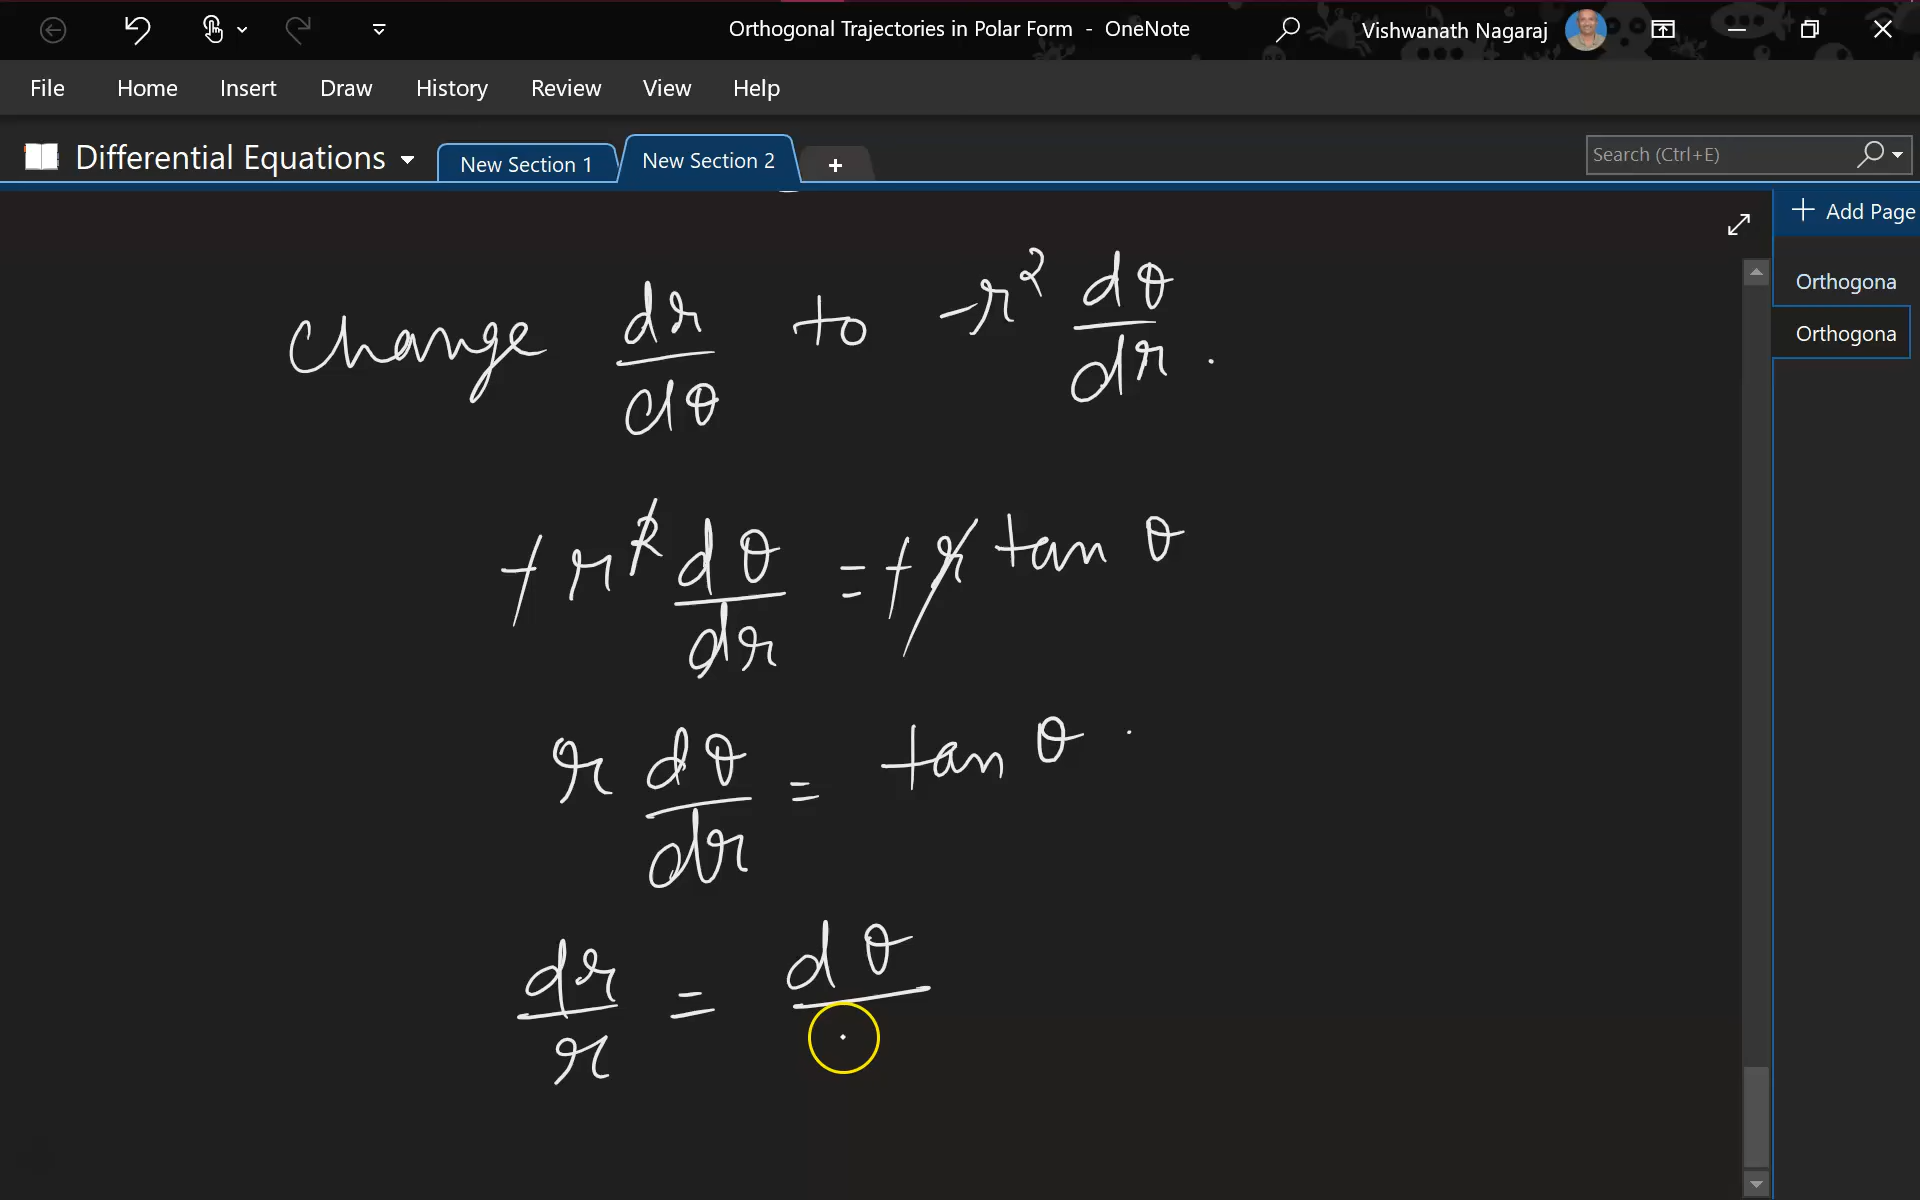 Orthogonal Trajectories in Polar Form - OneNote
Vishwanath Nagaraj
File Home Insert Draw History Review View Help
Differential Equations New Section 1 New Section 2 +
Search (Ctrl+E)
+ Add Page
Orthogona
Orthogona
Change dr/dθ to -r² dθ/dr .
-r² dθ/dr = -r tan θ
r dθ/dr = tan θ .
dr/r = dθ/